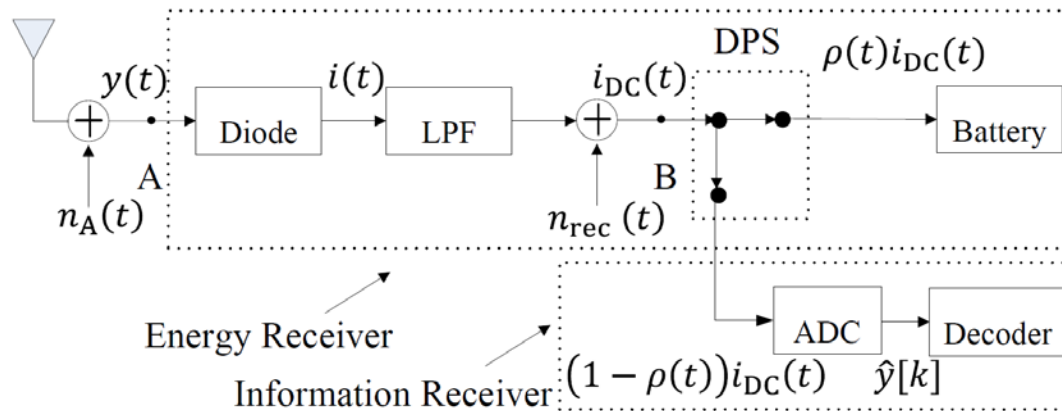 DPS
y(t)
i(t)
i_DC(t)
ρ(t)i_DC(t)
Diode
LPF
Battery
A
B
n_A(t)
n_rec (t)
Energy Receiver
ADC
Decoder
Information Receiver
(1 − ρ(t))i_DC(t)
ŷ[k]